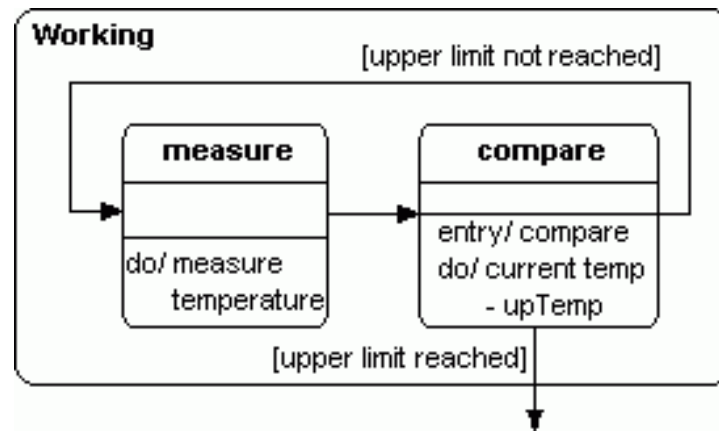 Working
[upper limit not reached]
measure
do/ measure
temperature
compare
entry/ compare
do/ current temp
- upTemp
[upper limit reached]